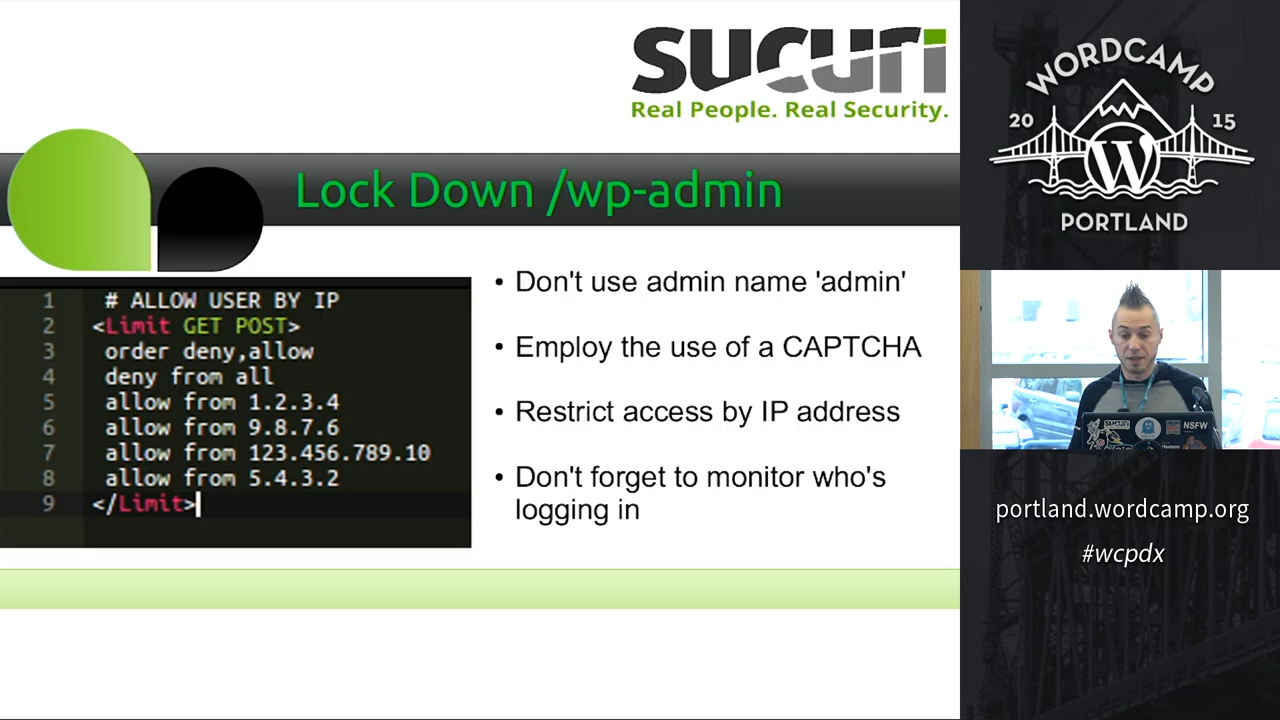 sucuri
Real People. Real Security.
Lock Down /wp-admin
1 # ALLOW USER BY IP
2 <Limit GET POST>
3 order deny,allow
4 deny from all
5 allow from 1.2.3.4
6 allow from 9.8.7.6
7 allow from 123.456.789.10
8 allow from 5.4.3.2
9 </Limit>
• Don't use admin name 'admin'
• Employ the use of a CAPTCHA
• Restrict access by IP address
• Don't forget to monitor who's
logging in
WORDCAMP
20 15
W
PORTLAND
SUCURI
NSFW
portland.wordcamp.org
#wcpdx